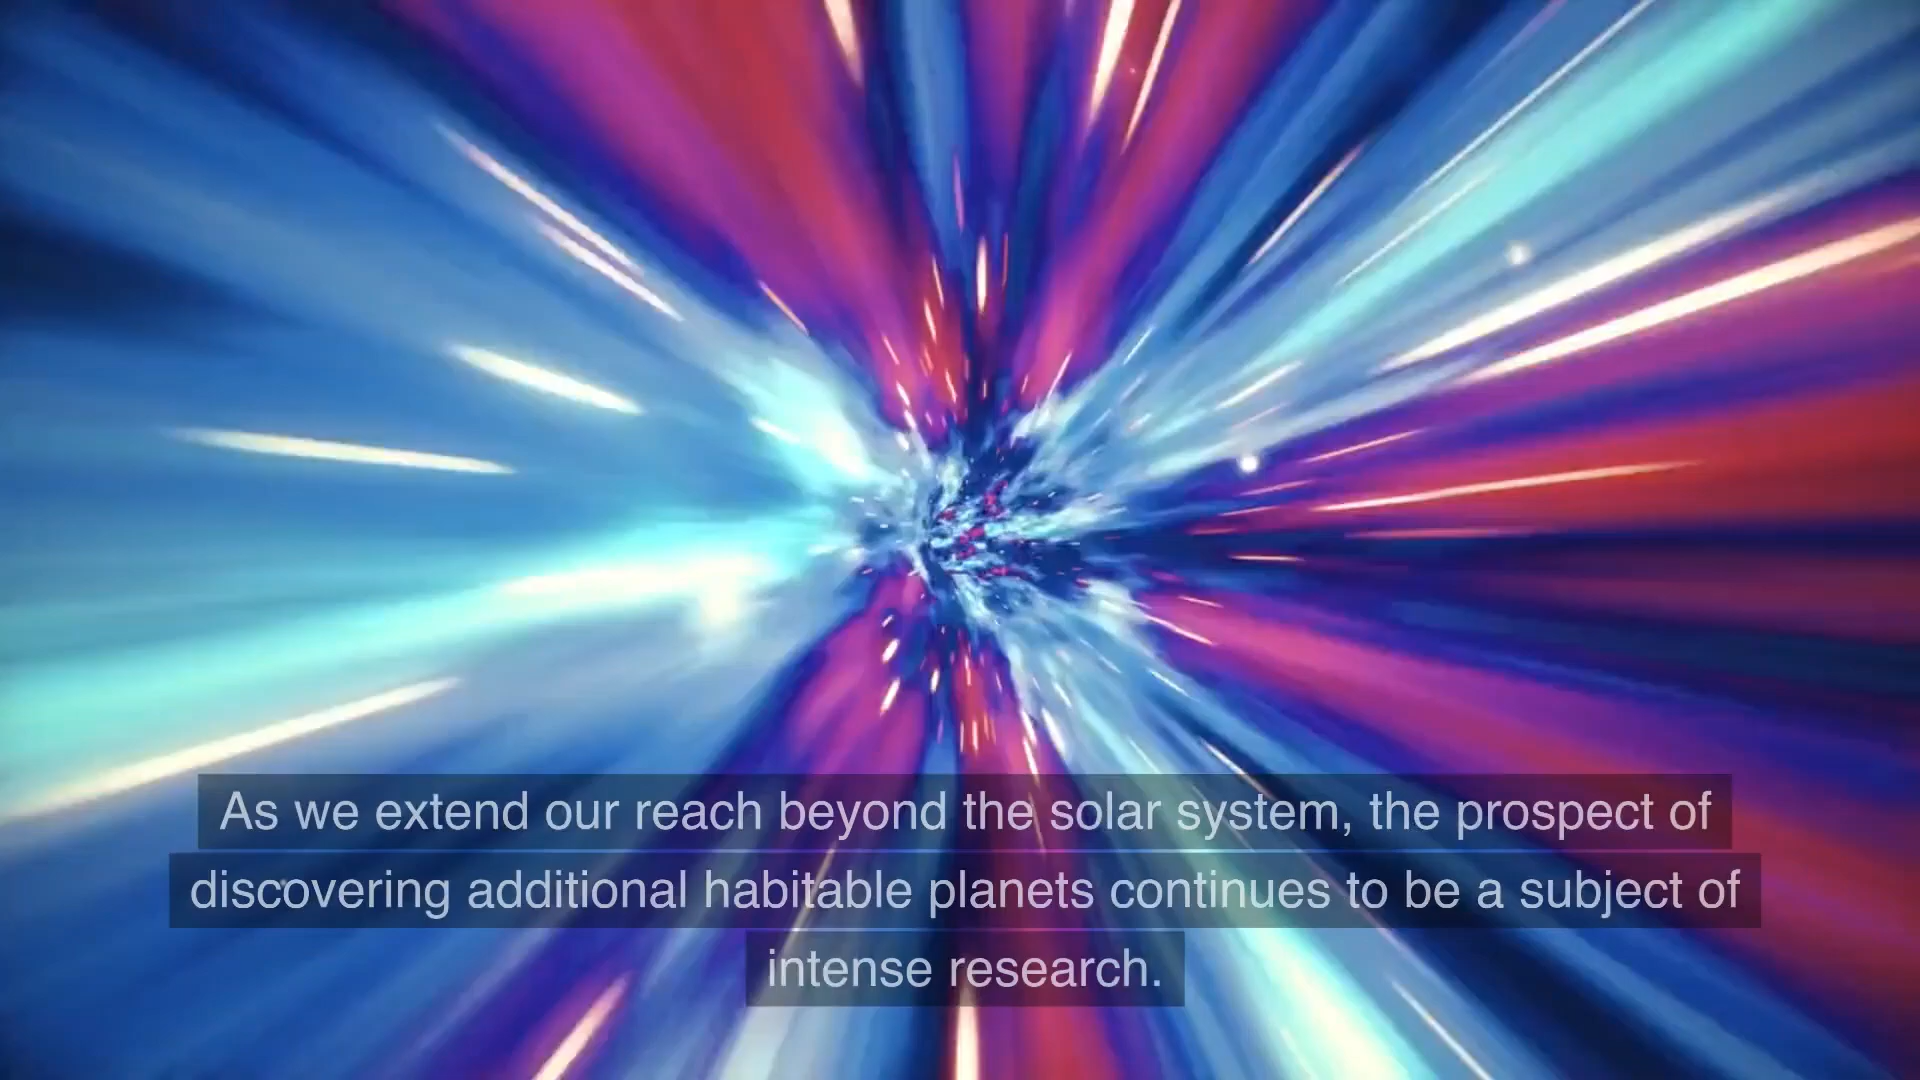 As we extend our reach beyond the solar system, the prospect of
discovering additional habitable planets continues to be a subject of
intense research.